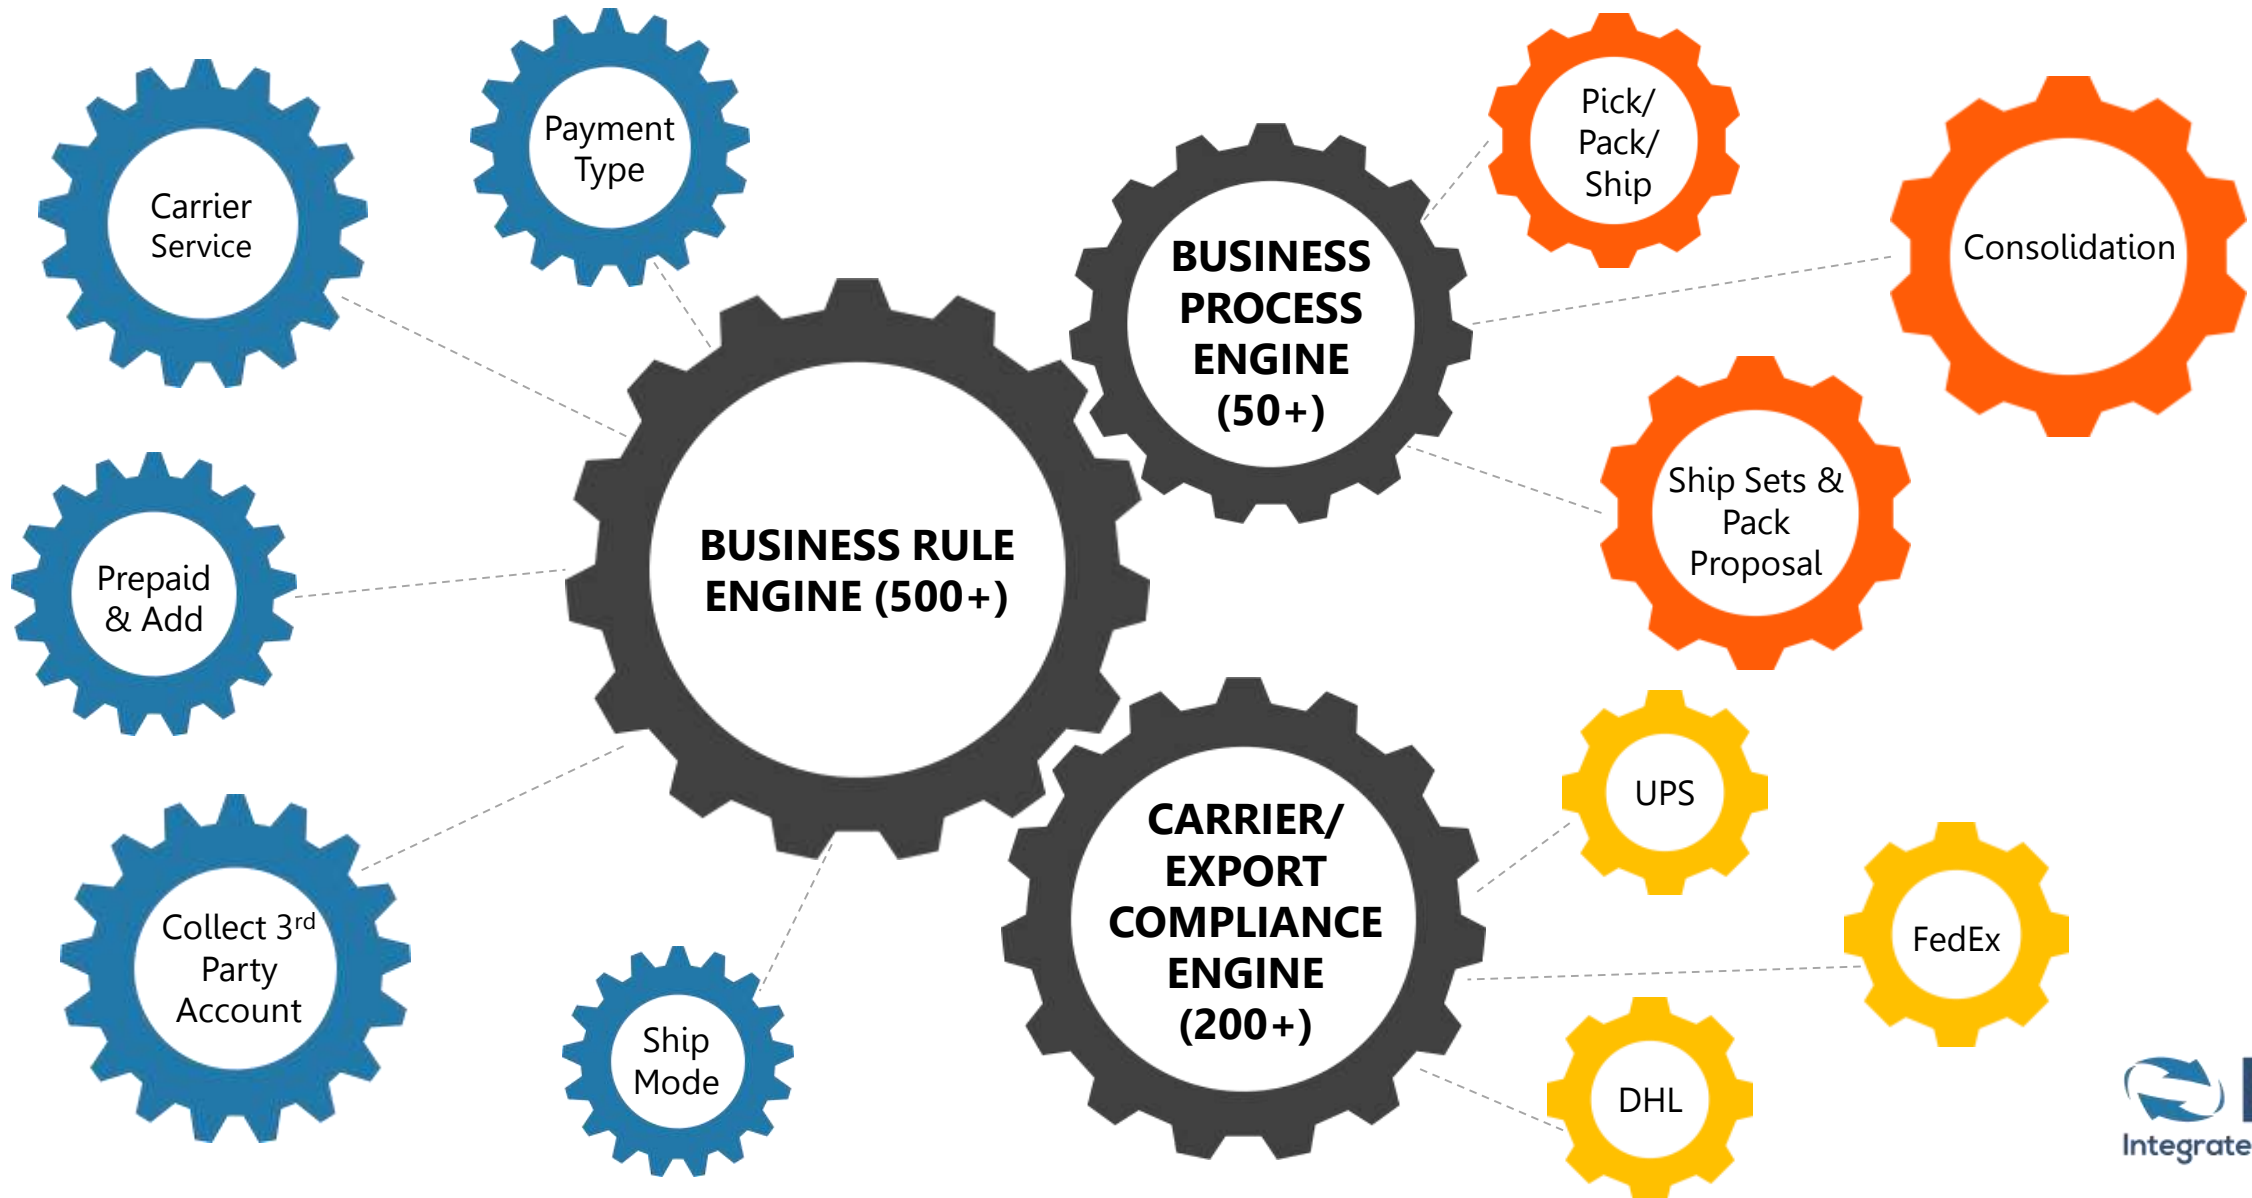 Carrier
Service
Payment
Type
Prepaid
& Add
Collect 3rd
Party
Account
Ship
Mode
BUSINESS RULE
ENGINE (500+)
BUSINESS
PROCESS
ENGINE
(50+)
CARRIER/
EXPORT
COMPLIANCE
ENGINE
(200+)
Pick/
Pack/
Ship
Consolidation
Ship Sets &
Pack
Proposal
UPS
FedEx
DHL
Integrate